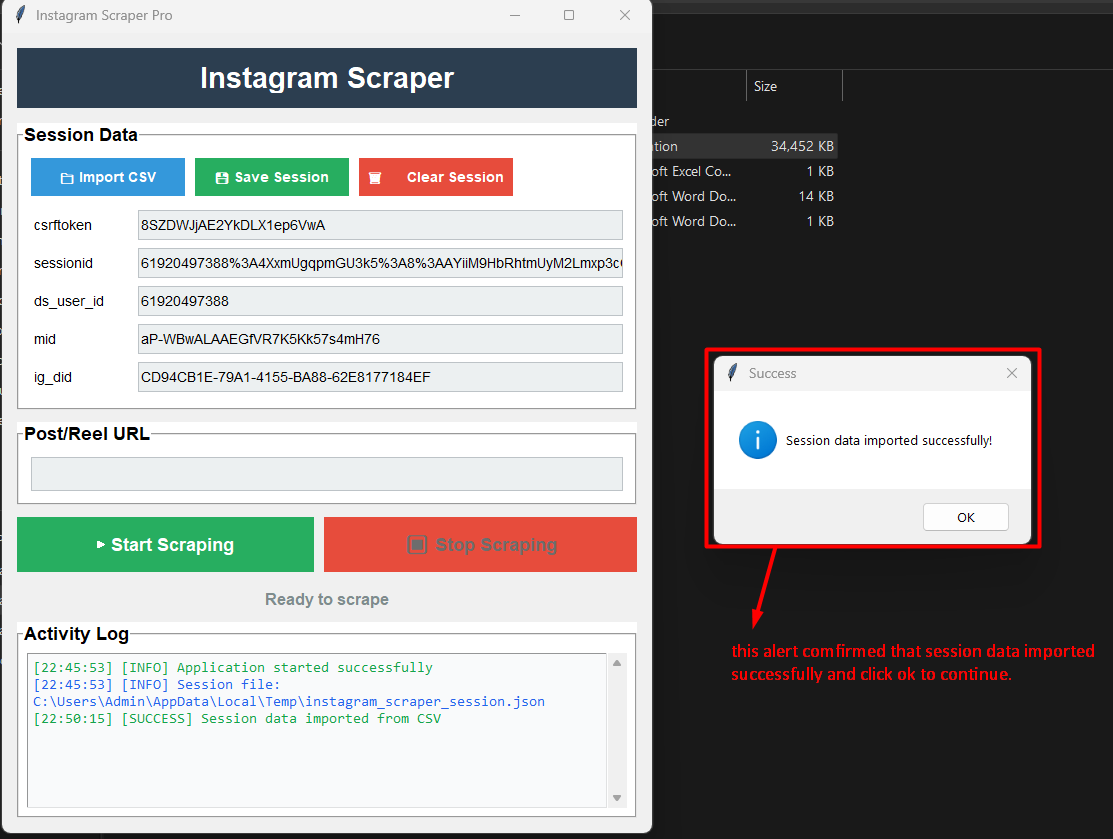 Instagram Scraper Pro
Instagram Scraper
Session Data
Import CSV
Save Session
Clear Session
csrftoken
8SZDWJjAE2YkDLX1ep6VwA
sessionid
61920497388%3A4XxmUgqpmGU3k5%3A8%3AAYiiM9HbRhtmUyM2Lmxp3c
ds_user_id
61920497388
mid
aP-WBwALAAEGfVR7K5Kk57s4mH76
ig_did
CD94CB1E-79A1-4155-BA88-62E8177184EF
Post/Reel URL
Start Scraping
Stop Scraping
Ready to scrape
Activity Log
[22:45:53] [INFO] Application started successfully
[22:45:53] [INFO] Session file:
C:\Users\Admin\AppData\Local\Temp\instagram_scraper_session.json
[22:50:15] [SUCCESS] Session data imported from CSV
Size
der
ation 34,452 KB
oft Excel Co... 1 KB
oft Word Do... 14 KB
oft Word Do... 1 KB
Success
Session data imported successfully!
OK
this alert comfirmed that session data imported
successfully and click ok to continue.